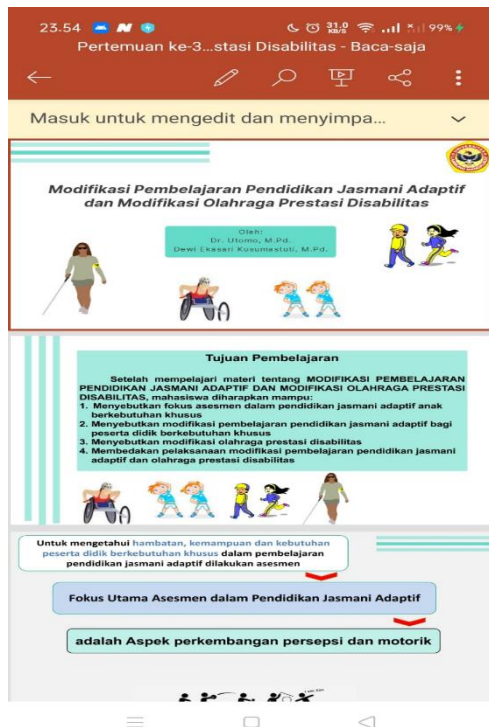 23.54
31.0
KB/S
99%
Pertemuan ke-3...stasi Disabilitas - Baca-saja
Masuk untuk mengedit dan menyimpa...
Modifikasi Pembelajaran Pendidikan Jasmani Adaptif
dan Modifikasi Olahraga Prestasi Disabilitas
Oleh:
Dr. Utomo, M.Pd.
Dewi Ekasari Kusumastuti, M.Pd.
Tujuan Pembelajaran
Setelah mempelajari materi tentang MODIFIKASI PEMBELAJARAN
PENDIDIKAN JASMANI ADAPTIF DAN MODIFIKASI OLAHRAGA PRESTASI
DISABILITAS, mahasiswa diharapkan mampu:
1. Menyebutkan fokus asesmen dalam pendidikan jasmani adaptif anak
berkebutuhan khusus
2. Menyebutkan modifikasi pembelajaran pendidikan jasmani adaptif bagi
peserta didik berkebutuhan khusus
3. Menyebutkan modifikasi olahraga prestasi disabilitas
4. Membedakan pelaksanaan modifikasi pembelajaran pendidikan jasmani
adaptif dan olahraga prestasi disabilitas
Untuk mengetahui hambatan, kemampuan dan kebutuhan
peserta didik berkebutuhan khusus dalam pembelajaran
pendidikan jasmani adaptif dilakukan asesmen
Fokus Utama Asesmen dalam Pendidikan Jasmani Adaptif
adalah Aspek perkembangan persepsi dan motorik